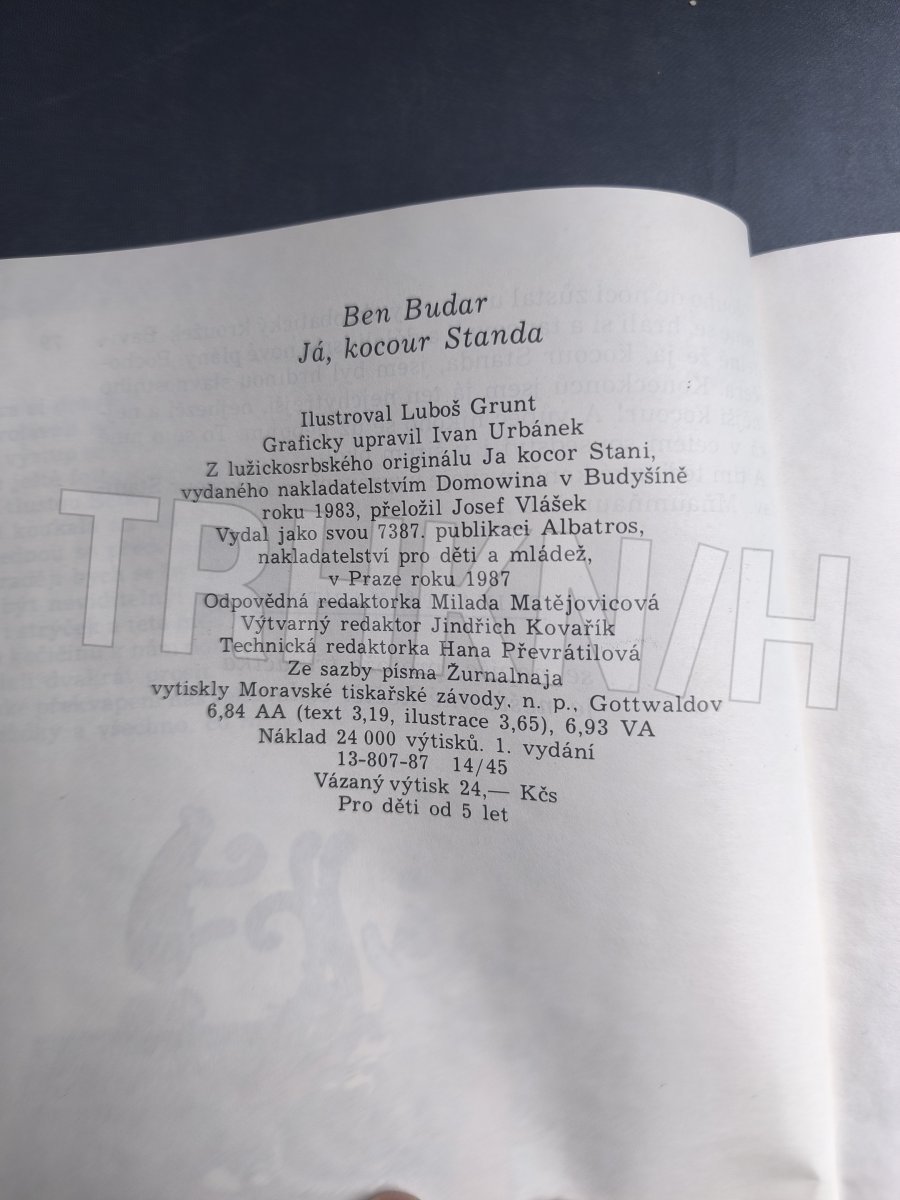 Ben Budar
Já, kocour Standa
Ilustroval Luboš Grunt
Graficky upravil Ivan Urbánek
Z lužickosrbského originálu Ja kocor Stani,
vydaného nakladatelstvím Domowina v Budyšíně
roku 1983, přeložil Josef Vlášek
Vydal jako svou 7387. publikaci Albatros,
nakladatelství pro děti a mládež,
v Praze roku 1987
Odpovědná redaktorka Milada Matějovicová
Výtvarný redaktor Jindřich Kovařík
Technická redaktorka Hana Převrátilová
Ze sazby písma Žurnalnaja
vytiskly Moravské tiskařské závody, n. p., Gottwaldov
6,84 AA (text 3,19, ilustrace 3,65), 6,93 VA
Náklad 24 000 výtisků. 1. vydání
13-807-87 14/45
Vázaný výtisk 24,— Kčs
Pro děti od 5 let
TRHKNIH